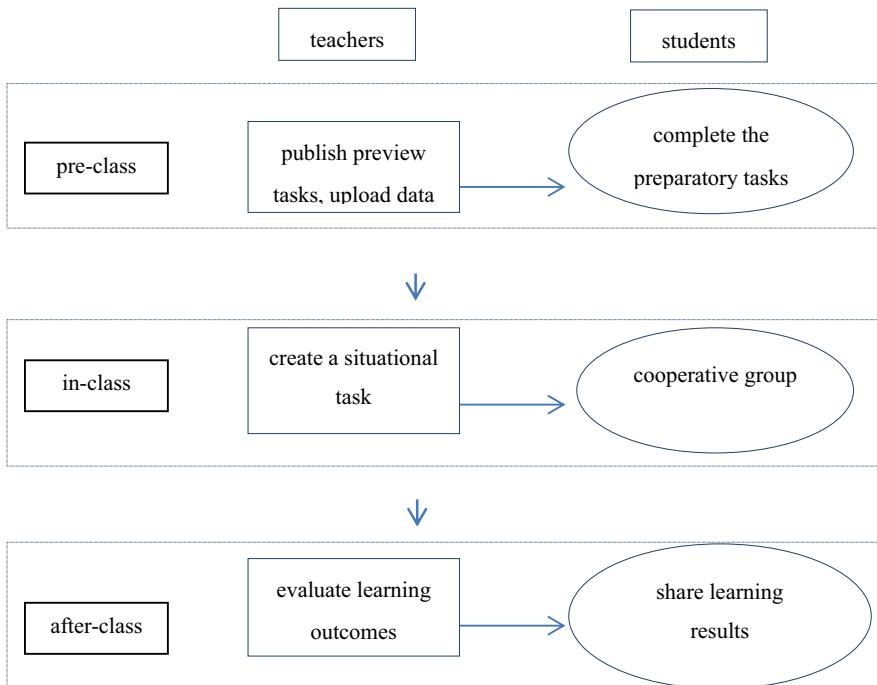 teachers
students
pre-class
publish preview
tasks, upload data
complete the
preparatory tasks
in-class
create a situational
task
cooperative group
after-class
evaluate learning
outcomes
share learning
results